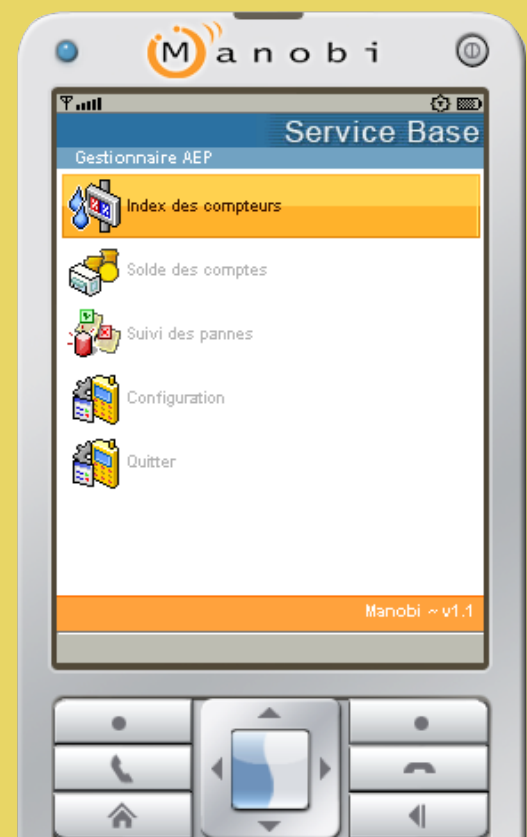 Manobi
Service Base
Gestionnaire AEP
Index des compteurs
Solde des comptes
Suivi des pannes
Configuration
Quitter
Manobi ~ v1.1